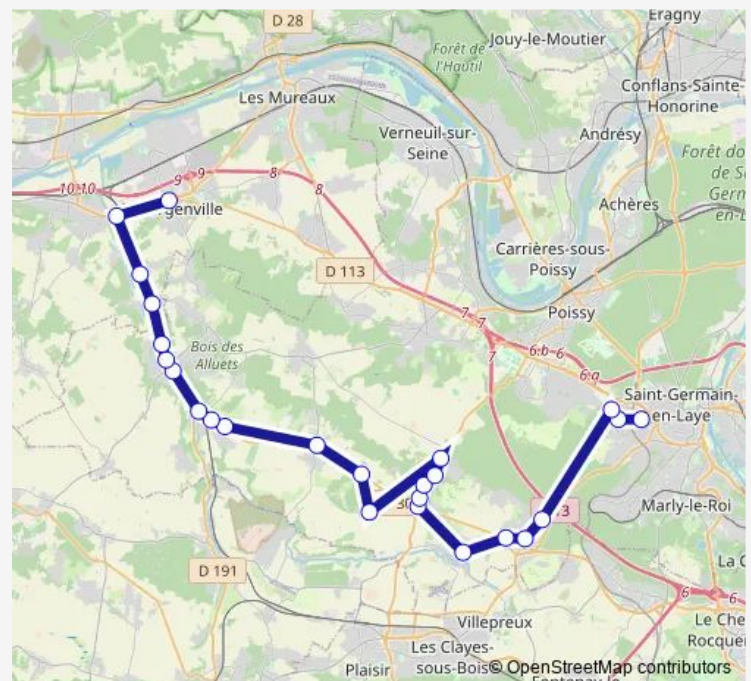 D 28
Éragny
Jouy-le-Moutier
Forêt de
l'Hautil
Conflans-Sainte-
Honorine
Les Mureaux
Verneuil-sur-
Seine
Andrésy
Forêt do
de S
Germ
en-L
10 10
9
9
8
8
genville
Achères
Carrières-sous-
Poissy
D 113
Poissy
7
7
7
6.b
6
6.a
Bois des
Alluets
Saint-Germain-
en-Laye
Marly-le-Roi
30
3
D 191
La C
6
6
Le Che
Rocque
Villepreux
Les Clayes-
sous-Bois
Plaisir
© OpenStreetMap contributors